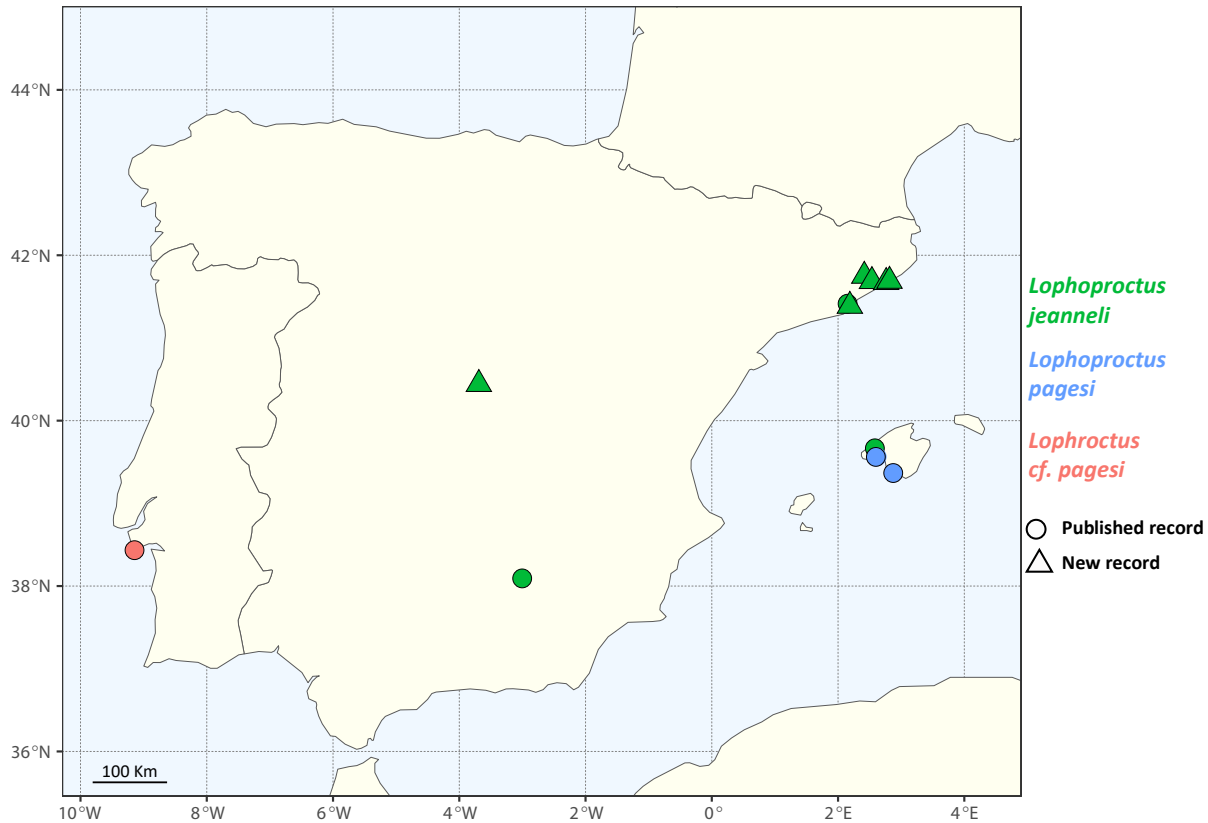 44°N
42°N
40°N
38°N
36°N
10°W
8°W
6°W
4°W
2°W
0°
2°E
4°E
100 Km
Lophoproctus
jeanneli
Lophoproctus
pagesi
Lophroctus
cf. pagesi
Published record
New record